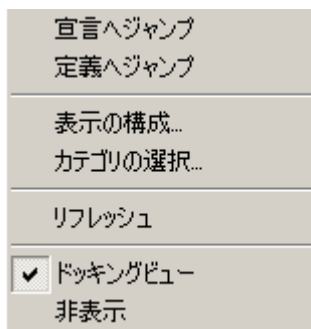 宣言へジャンプ
定義へジャンプ
表示の構成...
カテゴリの選択...
リフレッシュ
ドッキングビュー
非表示